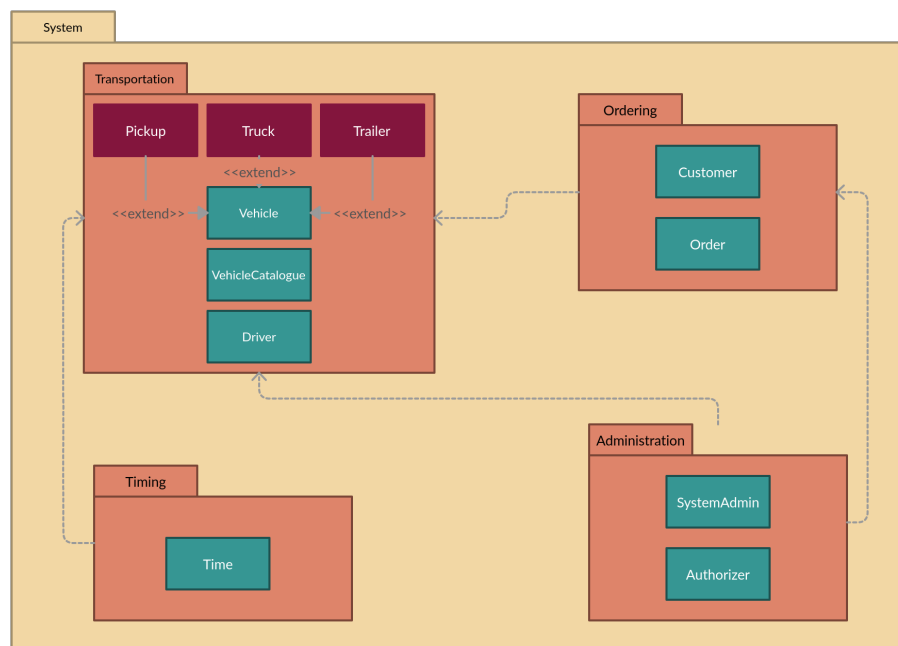 System
Transportation
Pickup
Truck
Trailer
<<extend>>
<<extend>>
Vehicle
<<extend>>
VehicleCatalogue
Driver
Ordering
Customer
Order
Timing
Time
Administration
SystemAdmin
Authorizer